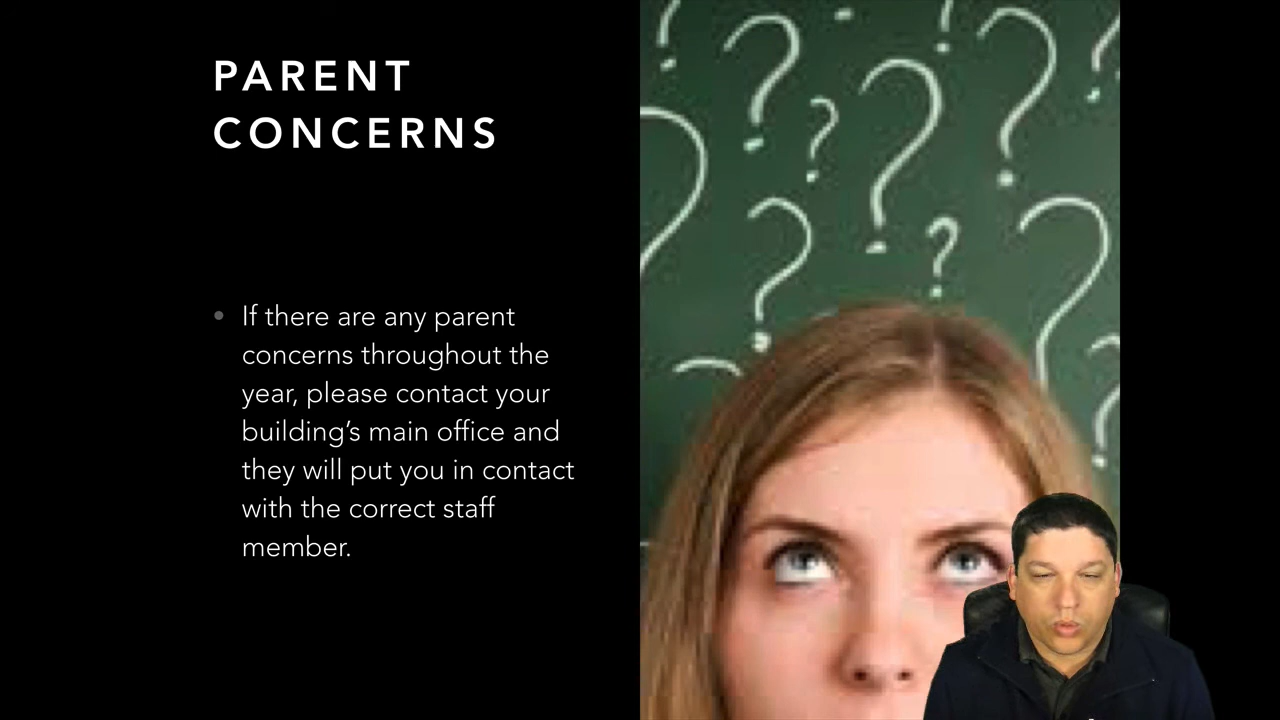 PARENT
CONCERNS
• If there are any parent
concerns throughout the
year, please contact your
building’s main office and
they will put you in contact
with the correct staff
member.